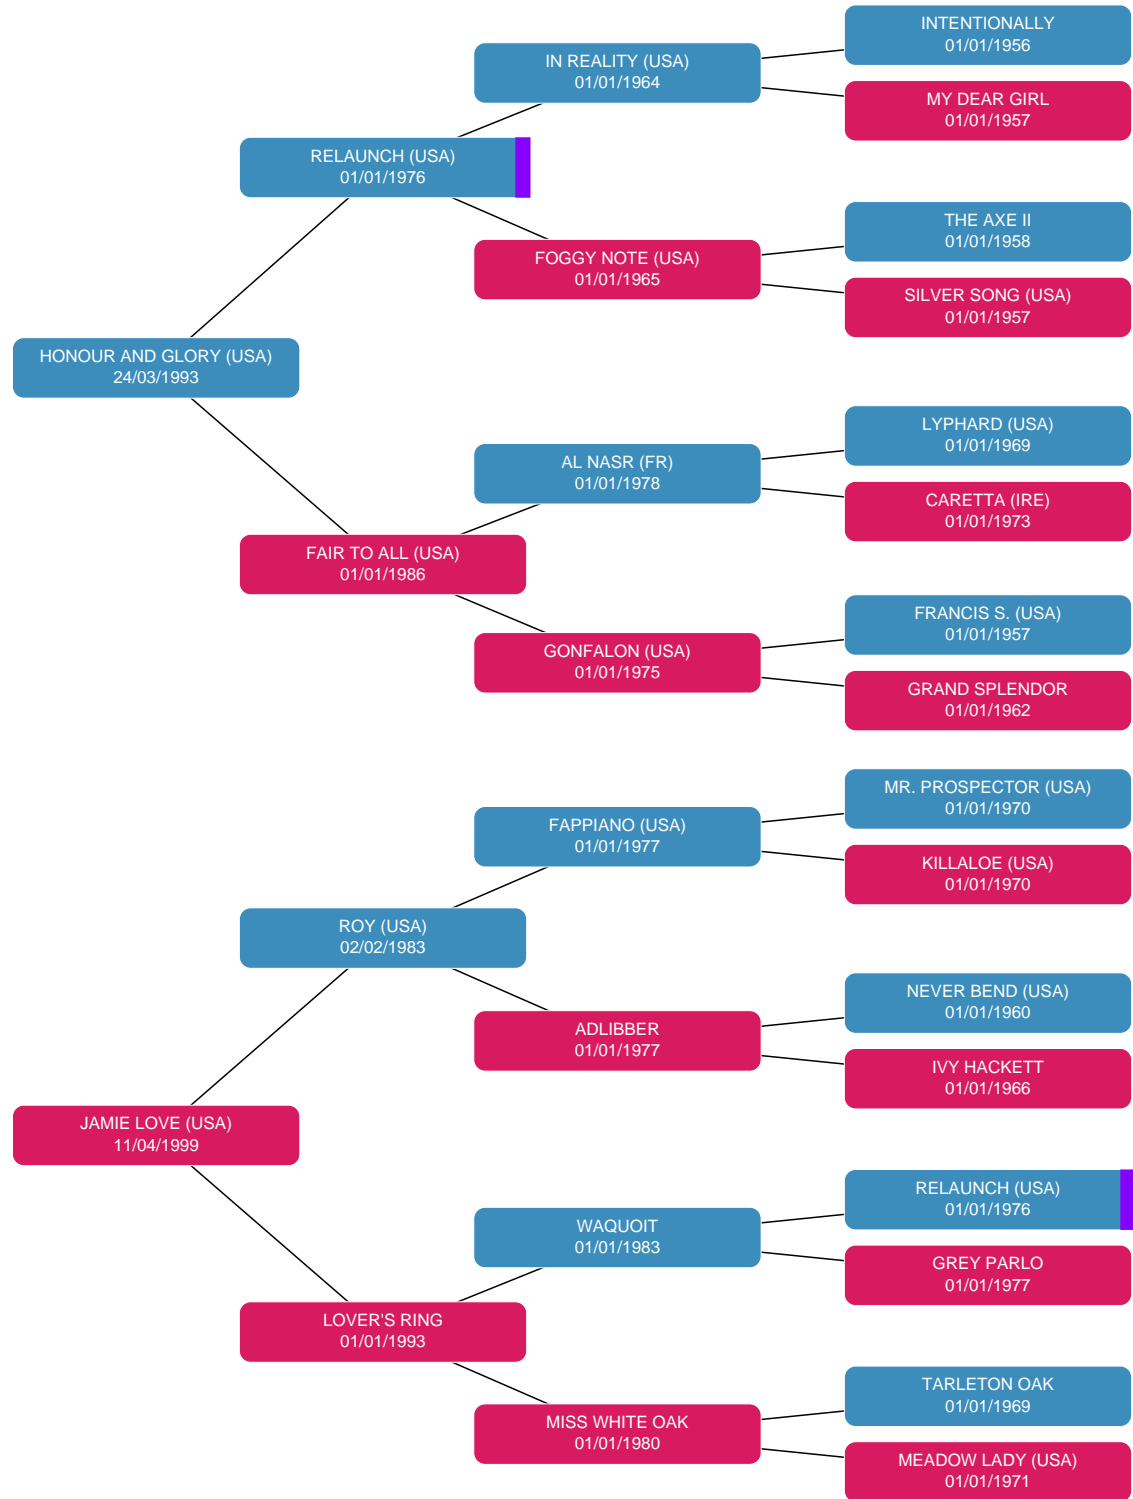 INTENTIONALLY
01/01/1956
IN REALITY (USA)
01/01/1964
MY DEAR GIRL
01/01/1957
RELAUNCH (USA)
01/01/1976
THE AXE II
01/01/1958
FOGGY NOTE (USA)
01/01/1965
SILVER SONG (USA)
01/01/1957
HONOUR AND GLORY (USA)
24/03/1993
LYPHARD (USA)
01/01/1969
AL NASR (FR)
01/01/1978
CARETTA (IRE)
01/01/1973
FAIR TO ALL (USA)
01/01/1986
FRANCIS S. (USA)
01/01/1957
GONFALON (USA)
01/01/1975
GRAND SPLENDOR
01/01/1962
MR. PROSPECTOR (USA)
01/01/1970
FAPPIANO (USA)
01/01/1977
KILLALOE (USA)
01/01/1970
ROY (USA)
02/02/1983
NEVER BEND (USA)
01/01/1960
ADLIBBER
01/01/1977
IVY HACKETT
01/01/1966
JAMIE LOVE (USA)
11/04/1999
RELAUNCH (USA)
01/01/1976
WAQUOIT
01/01/1983
GREY PARLO
01/01/1977
LOVER'S RING
01/01/1993
TARLETON OAK
01/01/1969
MISS WHITE OAK
01/01/1980
MEADOW LADY (USA)
01/01/1971